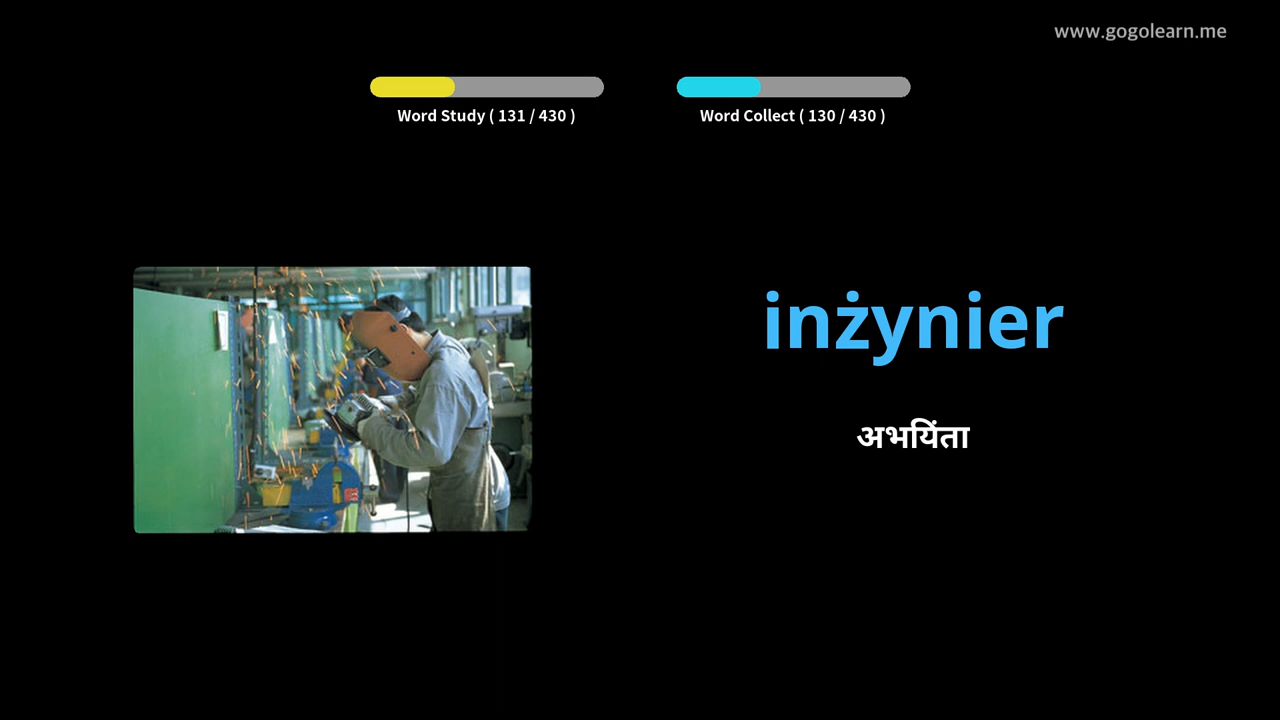 www.gogolearn.me
Word Study ( 131 / 430 )
Word Collect ( 130 / 430 )
inżynier
अभयिंता